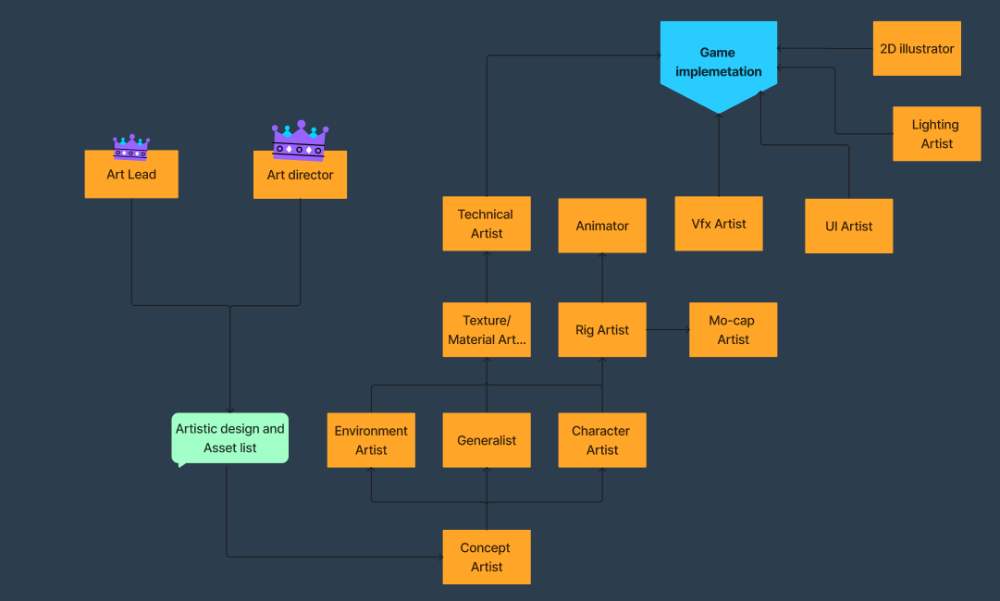 Game
implemetation
2D illustrator
Lighting
Artist
Art Lead
Art director
Technical
Artist
Animator
Vfx Artist
UI Artist
Texture/
Material Art...
Rig Artist
Mo-cap
Artist
Artistic design and
Asset list
Environment
Artist
Generalist
Character
Artist
Concept
Artist